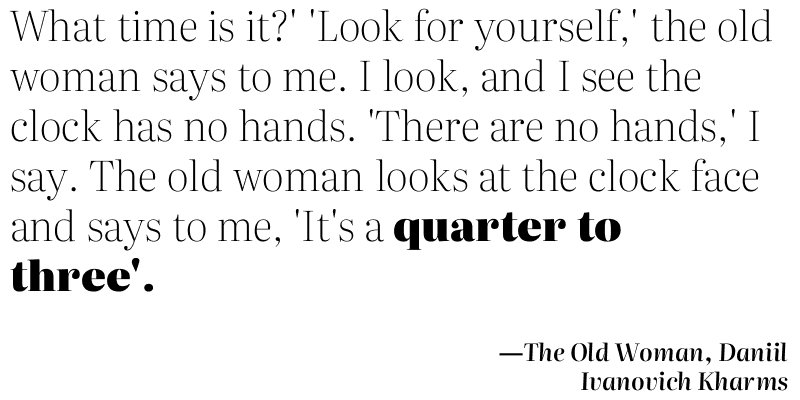 What time is it?' 'Look for yourself,' the old
woman says to me. I look, and I see the
clock has no hands. 'There are no hands,' I
say. The old woman looks at the clock face
and says to me, 'It's a quarter to
three'.
—The Old Woman, Daniil
Ivanovich Kharms